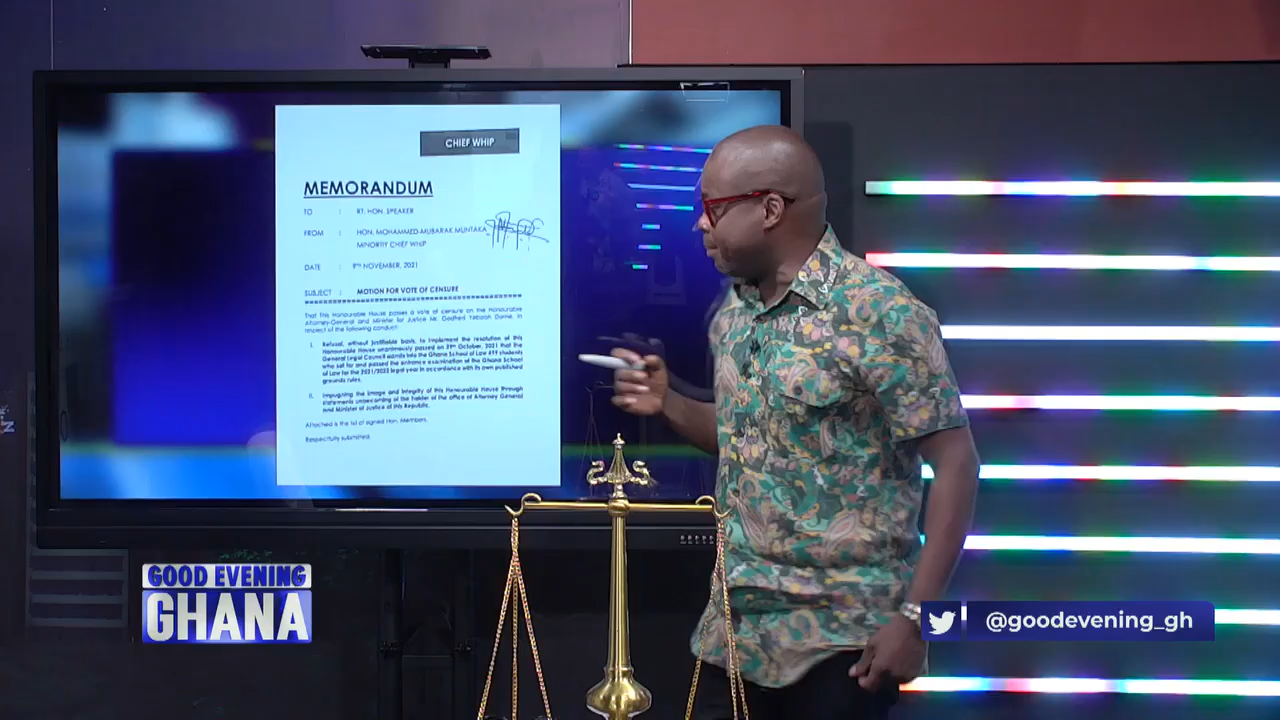 CHIEF WHIP
MEMORANDUM
TO : RT. HON. SPEAKER
FROM : HON. MOHAMMED-MUBARAK MUNTAKA
MINORITIY CHIEF WHIP
DATE : 9TH NOVEMBER, 2021
SUBJECT : MOTION FOR VOTE OF CENSURE
That this Honourable House passes a vote of censure on the Honourable
Attorney-General and Minister for Justice Mr. Godfred Yeboah Dame, in
respect of the following conduct:
I. Refusal, without justifiable basis, to implement the resolution of this
Honourable House unanimously passed on 29th October, 2021 that the
General Legal Council admits into the Ghana School of Law 499 students
who sat for and passed the entrance examination of the Ghana School
of Law for the 2021/2022 legal year in accordance with its own published
grounds rules.
II. Impugning the image and integrity of this Honourable House through
statements unbecoming of the holder of the office of Attorney General
and Minister of Justice of this Republic.
Attached is the list of signed Hon. Members.
Respectfully submitted.
GOOD EVENING
GHANA
@goodevening_gh